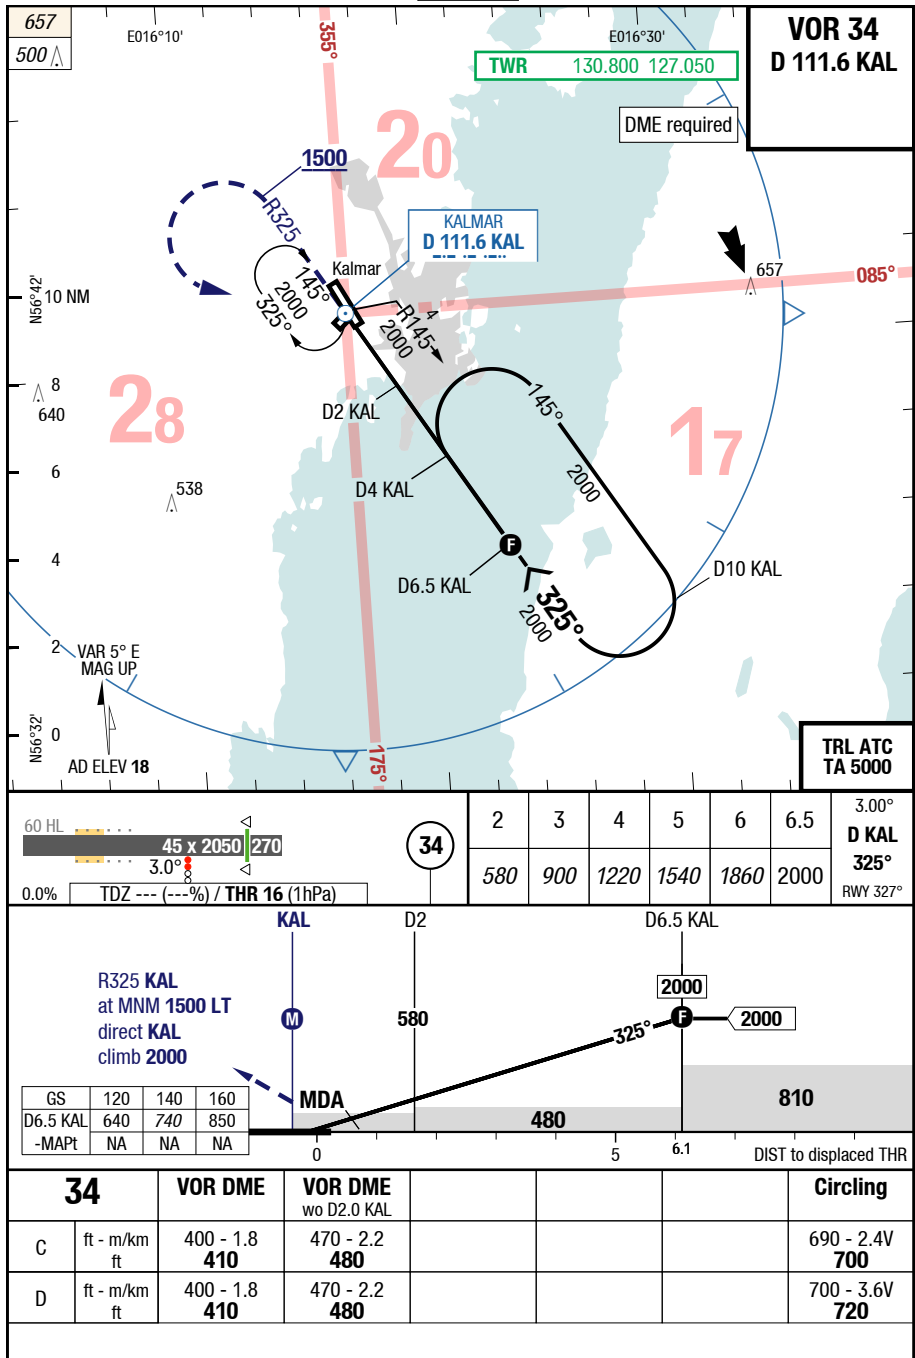 657
500
E016°10'
355°
E016°30'
VOR 34
D 111.6 KAL
TWR 130.800 127.050
DME required
20
1500
R325
KALMAR
D 111.6 KAL
Kalmar
657
085°
145°
2000
325°
R145
2000
4
N56°42'
10 NM
8
640
28
D2 KAL
145°
17
6
538
D4 KAL
2000
4
D6.5 KAL
F
D10 KAL
325°
2000
2
VAR 5° E
MAG UP
N56°32'
0
AD ELEV 18
175°
TRL ATC
TA 5000
60 HL
45 x 2050 270
3.0°
0.0%
TDZ --- (---%) / THR 16 (1hPa)
34
2 3 4 5 6 6.5
580 900 1220 1540 1860 2000
3.00°
D KAL
325°
RWY 327°
KAL D2 D6.5 KAL
R325 KAL
at MNM 1500 LT
direct KAL
climb 2000
M
580
2000
325°
F
2000
GS 120 140 160
D6.5 KAL 640 740 850
-MAPt NA NA NA
MDA
480
810
0 5 6.1 DIST to displaced THR
34 VOR DME VOR DME Circling
wo D2.0 KAL
C ft - m/km 400 - 1.8 470 - 2.2 690 - 2.4V
ft 410 480 700
D ft - m/km 400 - 1.8 470 - 2.2 700 - 3.6V
ft 410 480 720